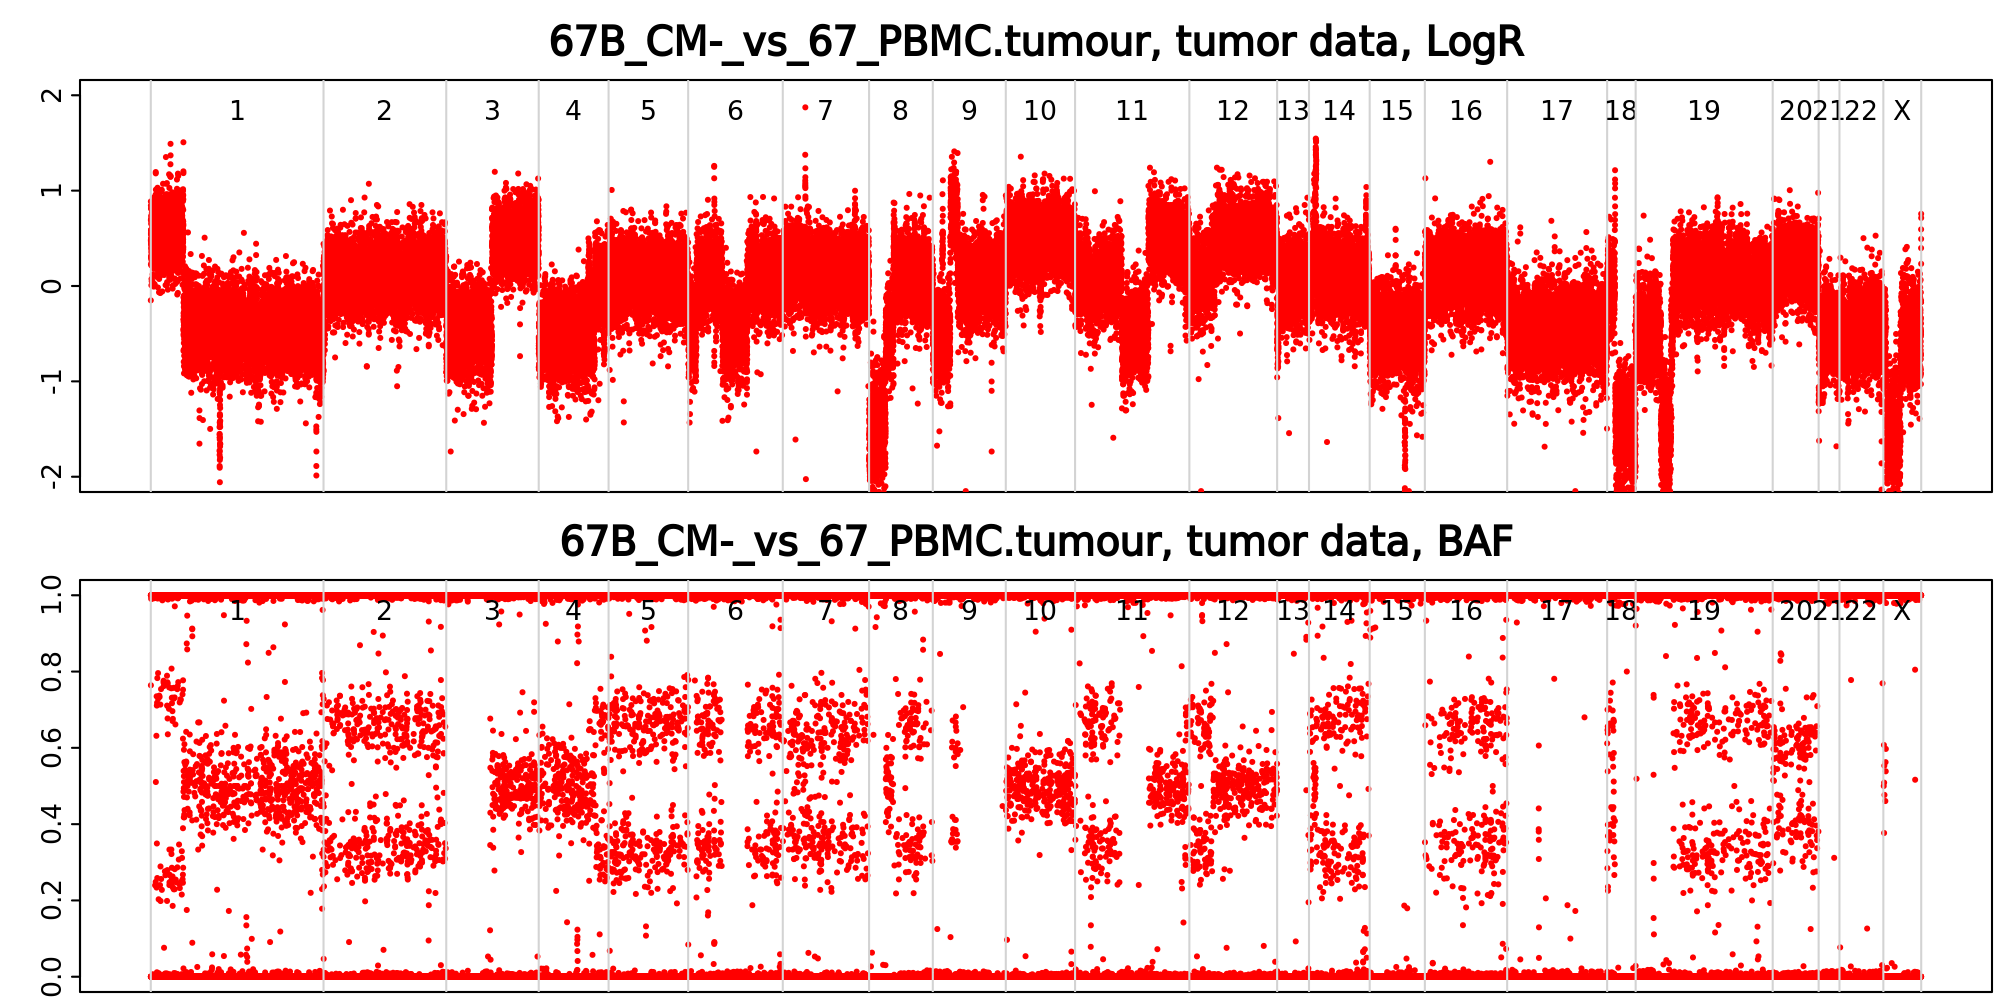 67B_CM-_vs_67_PBMC.tumour, tumor data, LogR
2
1 2 3 4 5 6 7 8 9 10 11 12 13 14 15 16 17 18 19 20 21 22 X
1
0
-1
-2
67B_CM-_vs_67_PBMC.tumour, tumor data, BAF
1.0
1 2 3 4 5 6 7 8 9 10 11 12 13 14 15 16 17 18 19 20 21 22 X
0.8
0.6
0.4
0.2
0.0